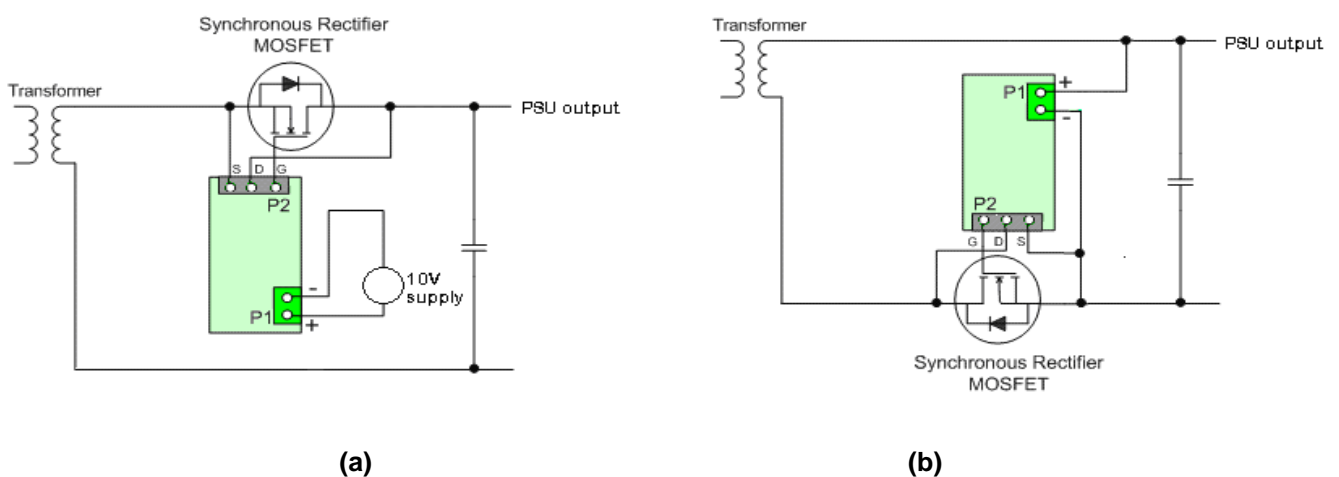 Synchronous Rectifier
MOSFET
Transformer
PSU output
S D G
P2
-
10V
supply
P1
+
(a)
Transformer
PSU output
P1
+
-
P2
G D S
Synchronous Rectifier
MOSFET
(b)